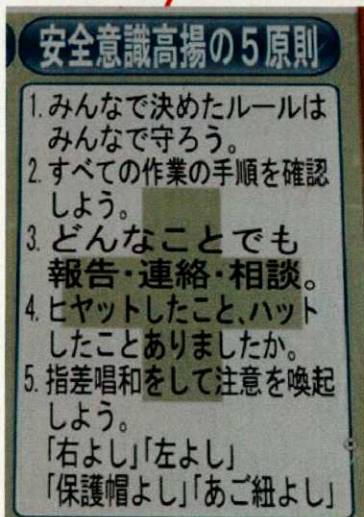 安全意識高揚の5原則
1. みんなで決めたルールは
みんなで守ろう。
2. すべての作業の手順を確認
しよう。
3. どんなことでも
報告・連絡・相談。
4. ヒヤットしたこと、ハット
したことありましたか。
5. 指差唱和をして注意を喚起
しよう。
「右よし」「左よし」
「保護帽よし」「あご紐よし」